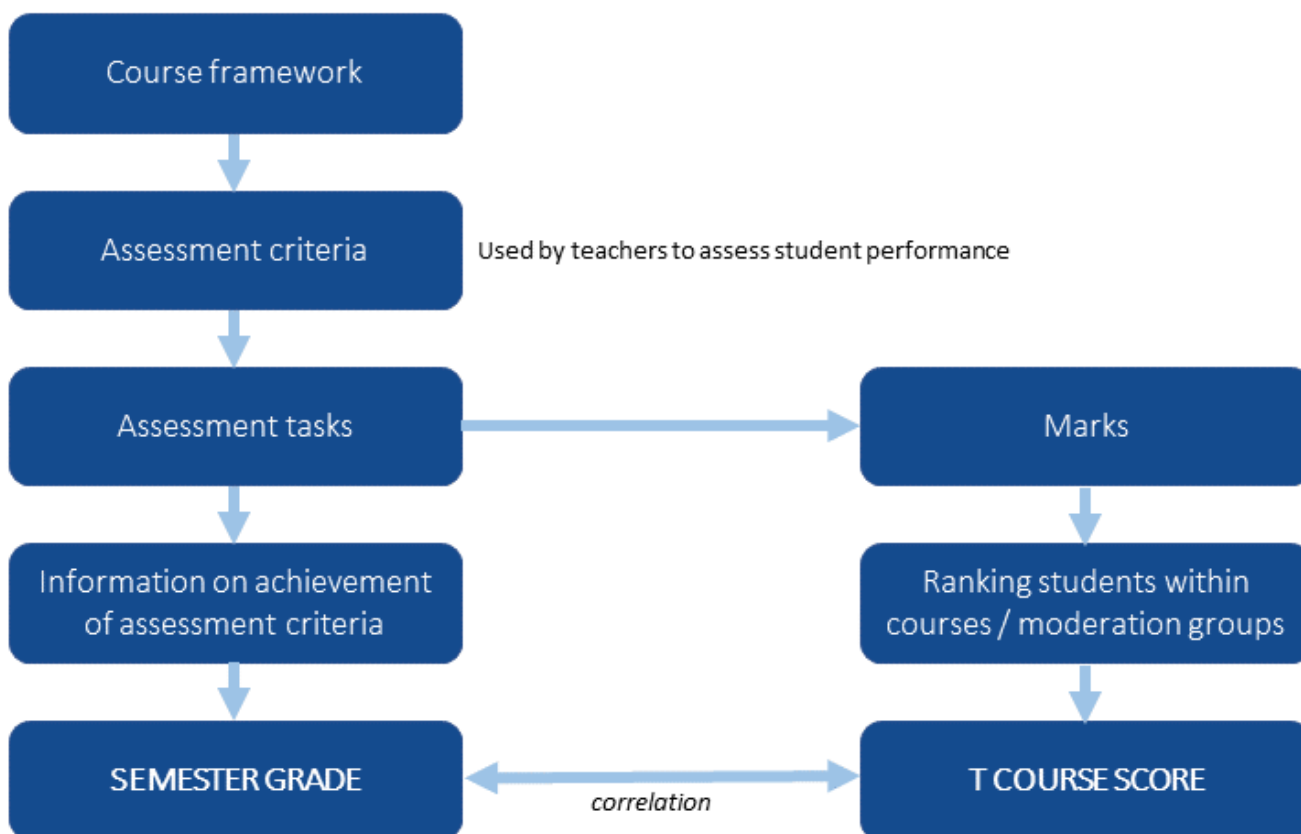 Course framework
Assessment criteria
Used by teachers to assess student performance
Assessment tasks
Marks
Information on achievement
of assessment criteria
Ranking students within
courses / moderation groups
SEMESTER GRADE
correlation
T COURSE SCORE